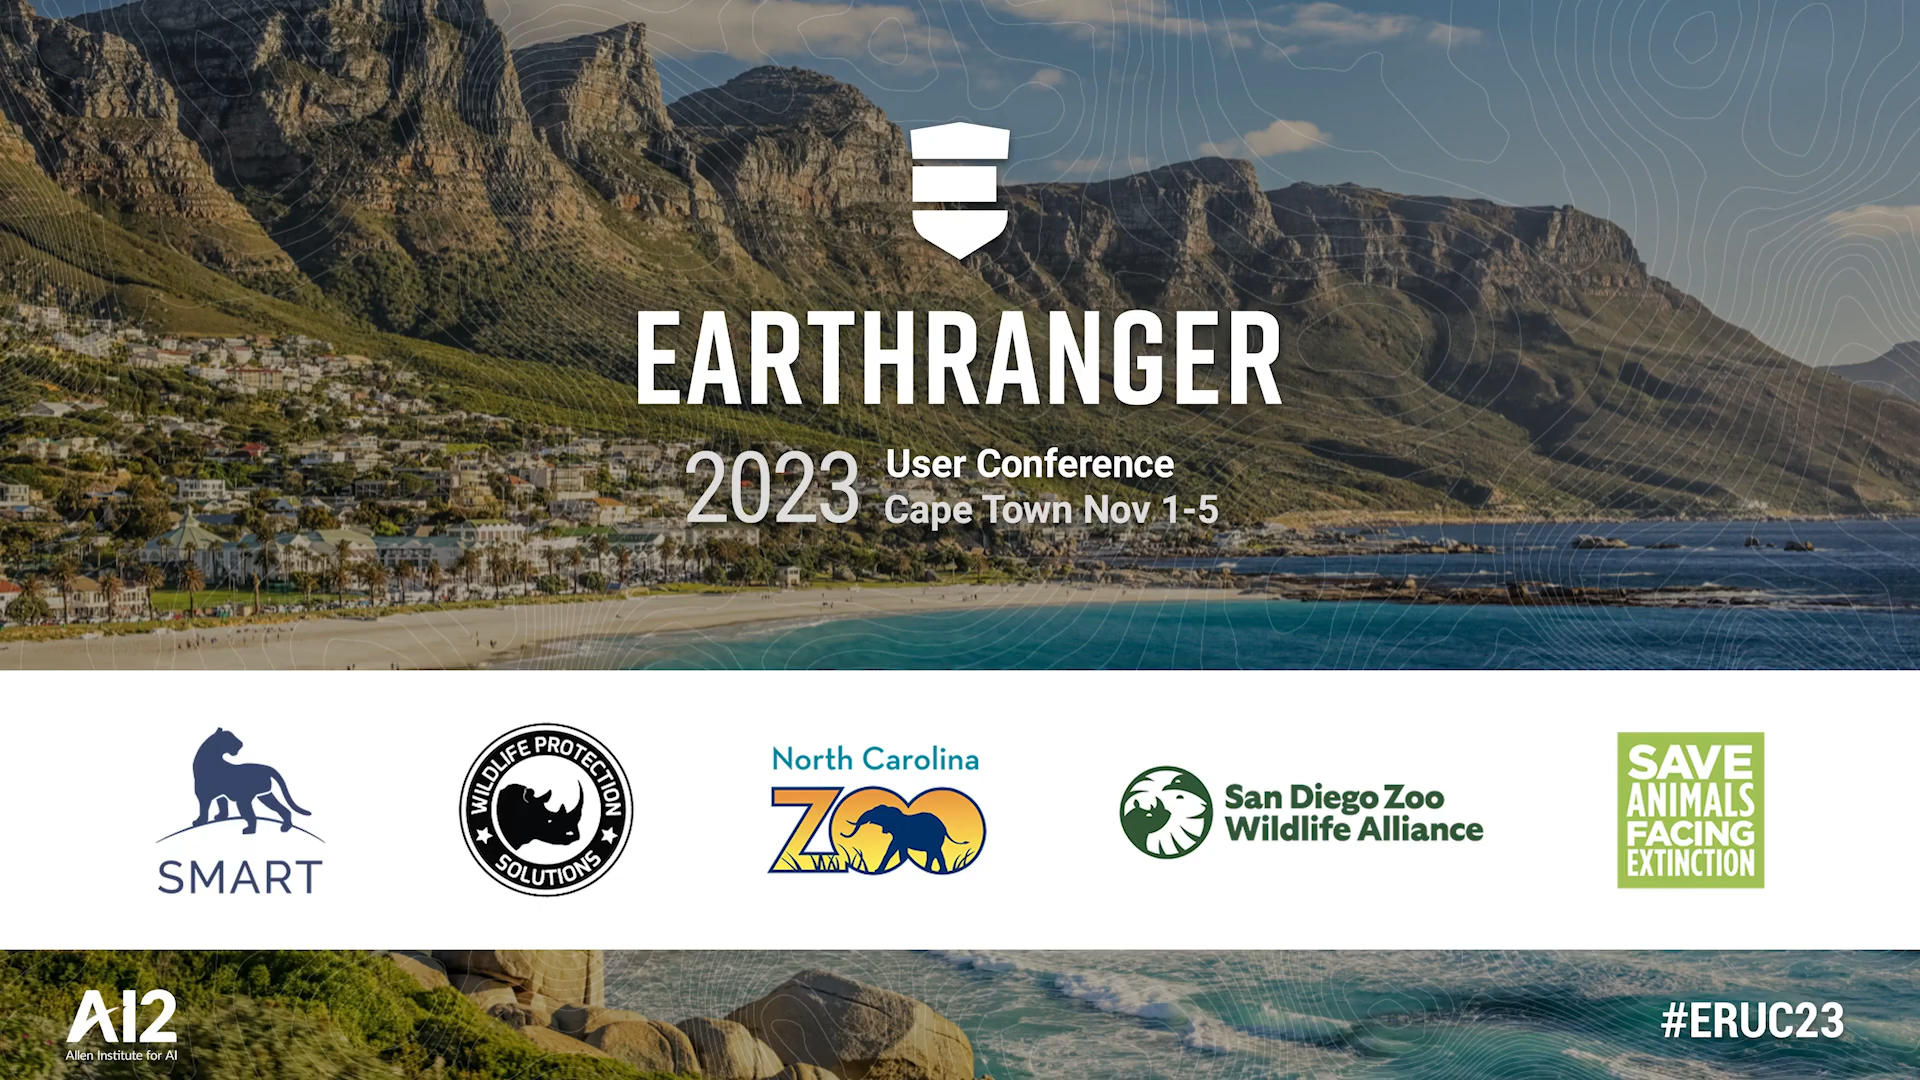 EARTHRANGER
2023
User Conference
Cape Town Nov 1-5
SMART
WILDLIFE PROTECTION
SOLUTIONS
North Carolina
ZOO
San Diego Zoo
Wildlife Alliance
SAVE
ANIMALS
FACING
EXTINCTION
AI2
Allen Institute for AI
#ERUC23